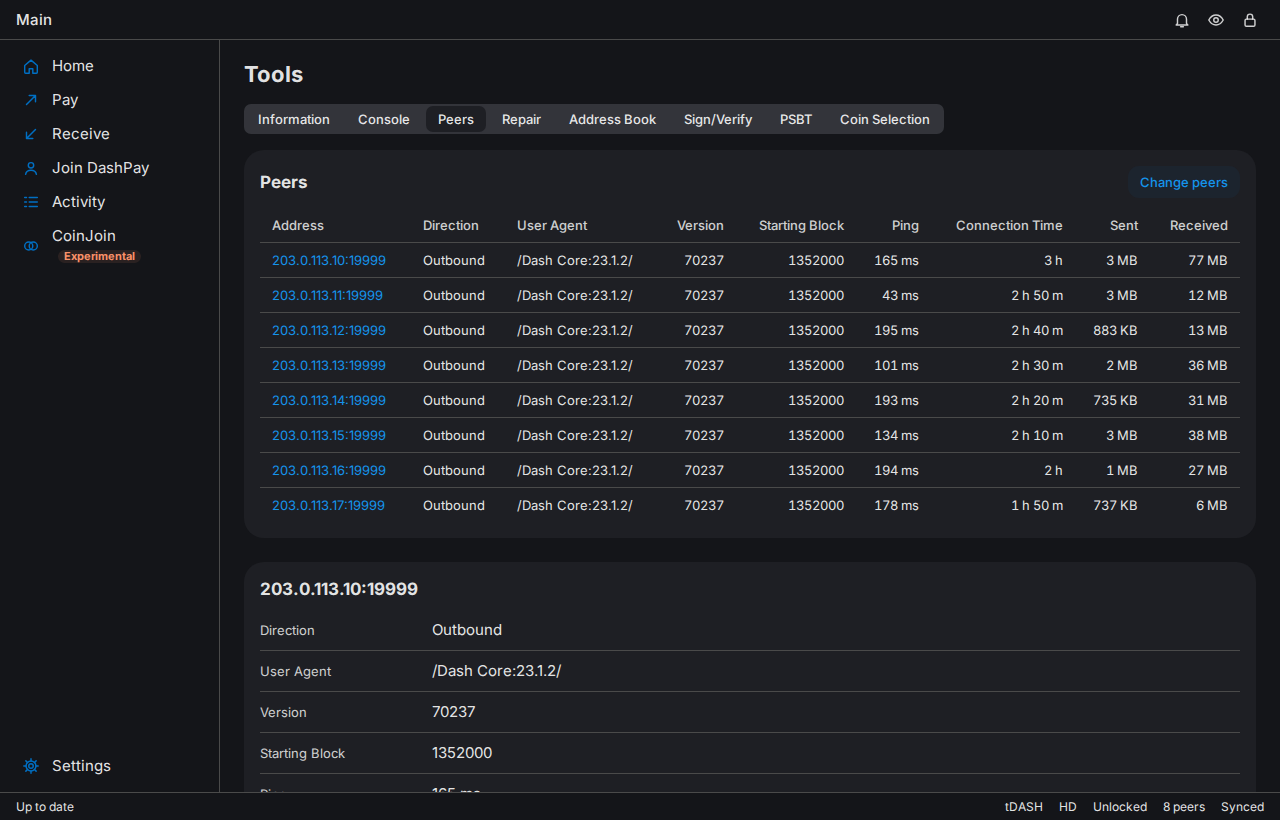 Main
Home
Pay
Receive
Join DashPay
Activity
CoinJoin
Experimental
Settings
Tools
Information Console Peers Repair Address Book Sign/Verify PSBT Coin Selection
Peers Change peers
Address Direction User Agent Version Starting Block Ping Connection Time Sent Received
203.0.113.10:19999 Outbound /Dash Core:23.1.2/ 70237 1352000 165 ms 3 h 3 MB 77 MB
203.0.113.11:19999 Outbound /Dash Core:23.1.2/ 70237 1352000 43 ms 2 h 50 m 3 MB 12 MB
203.0.113.12:19999 Outbound /Dash Core:23.1.2/ 70237 1352000 195 ms 2 h 40 m 883 KB 13 MB
203.0.113.13:19999 Outbound /Dash Core:23.1.2/ 70237 1352000 101 ms 2 h 30 m 2 MB 36 MB
203.0.113.14:19999 Outbound /Dash Core:23.1.2/ 70237 1352000 193 ms 2 h 20 m 735 KB 31 MB
203.0.113.15:19999 Outbound /Dash Core:23.1.2/ 70237 1352000 134 ms 2 h 10 m 3 MB 38 MB
203.0.113.16:19999 Outbound /Dash Core:23.1.2/ 70237 1352000 194 ms 2 h 1 MB 27 MB
203.0.113.17:19999 Outbound /Dash Core:23.1.2/ 70237 1352000 178 ms 1 h 50 m 737 KB 6 MB
203.0.113.10:19999
Direction Outbound
User Agent /Dash Core:23.1.2/
Version 70237
Starting Block 1352000
Ping 165 ms
Up to date tDASH HD Unlocked 8 peers Synced